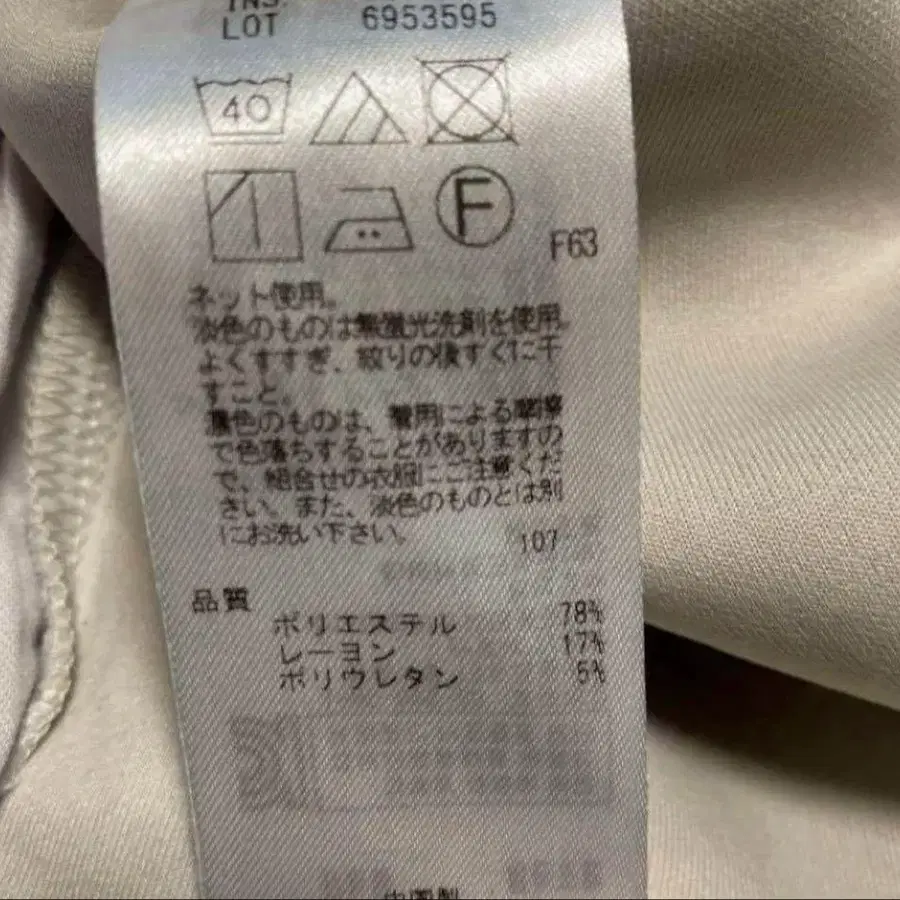 LOT 6953595
40
F
F63
ネット使用。
淡色のものは無蛍光洗剤を使用。
よくすすぎ、絞りの後すぐに干
すこと。
濃色のものは、着用による摩擦
で色落ちすることがありますの
で、組合せの衣服にご注意くだ
さい。また、淡色のものとは別
にお洗い下さい。 107
品質
ポリエステル 78%
レーヨン 17%
ポリウレタン 5%
中国製